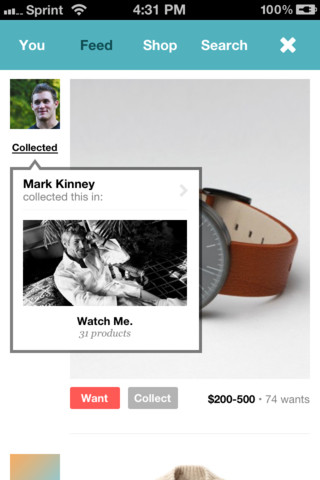 Sprint 4:31 PM 100%
You Feed Shop Search
Collected
Mark Kinney
collected this in:
Watch Me.
31 products
Want Collect $200-500 • 74 wants